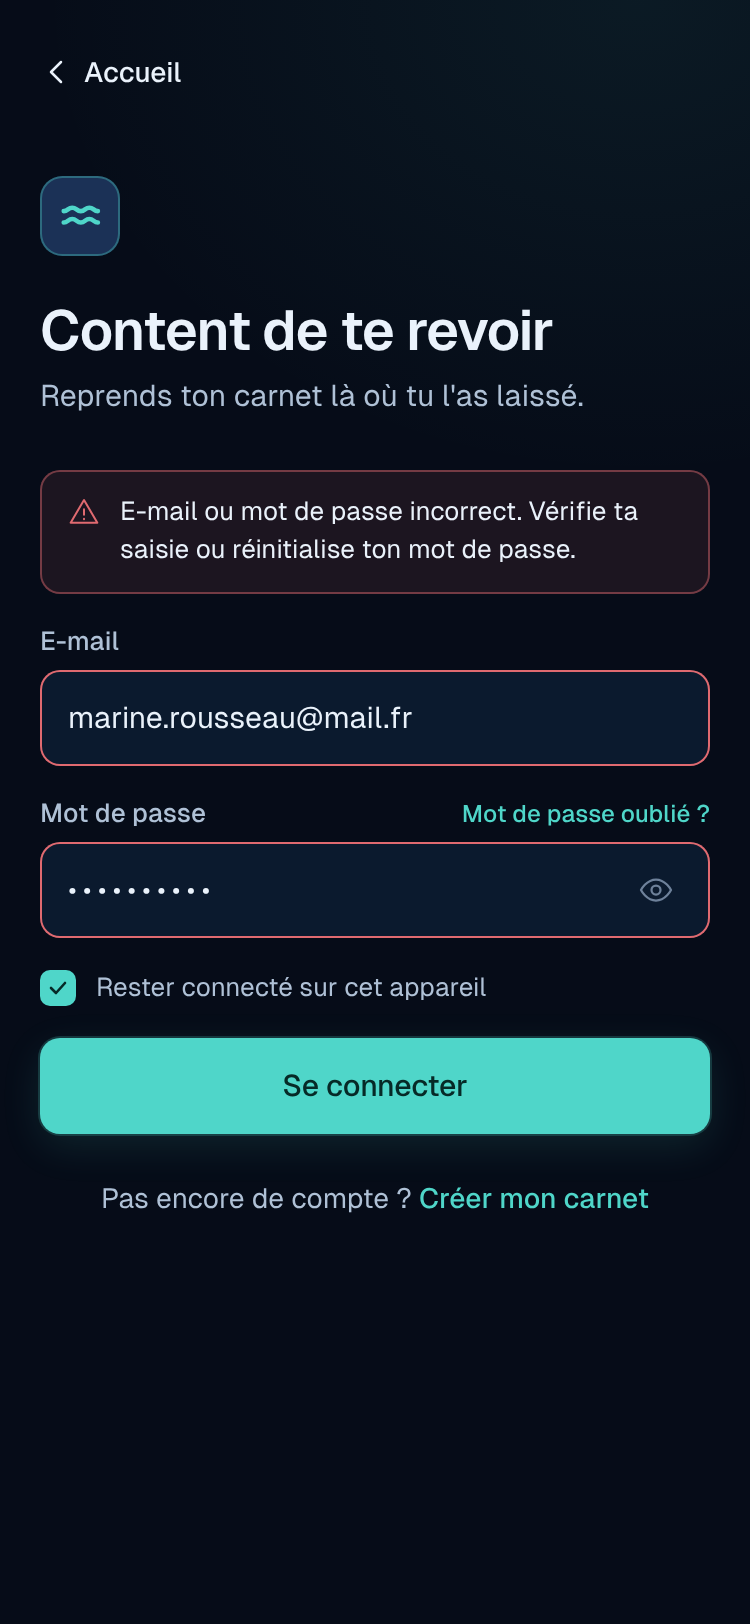 Accueil
Content de te revoir
Reprends ton carnet là où tu l'as laissé.
E-mail ou mot de passe incorrect. Vérifie ta
saisie ou réinitialise ton mot de passe.
E-mail
marine.rousseau@mail.fr
Mot de passe
Mot de passe oublié ?
••••••••••
Rester connecté sur cet appareil
Se connecter
Pas encore de compte ? Créer mon carnet